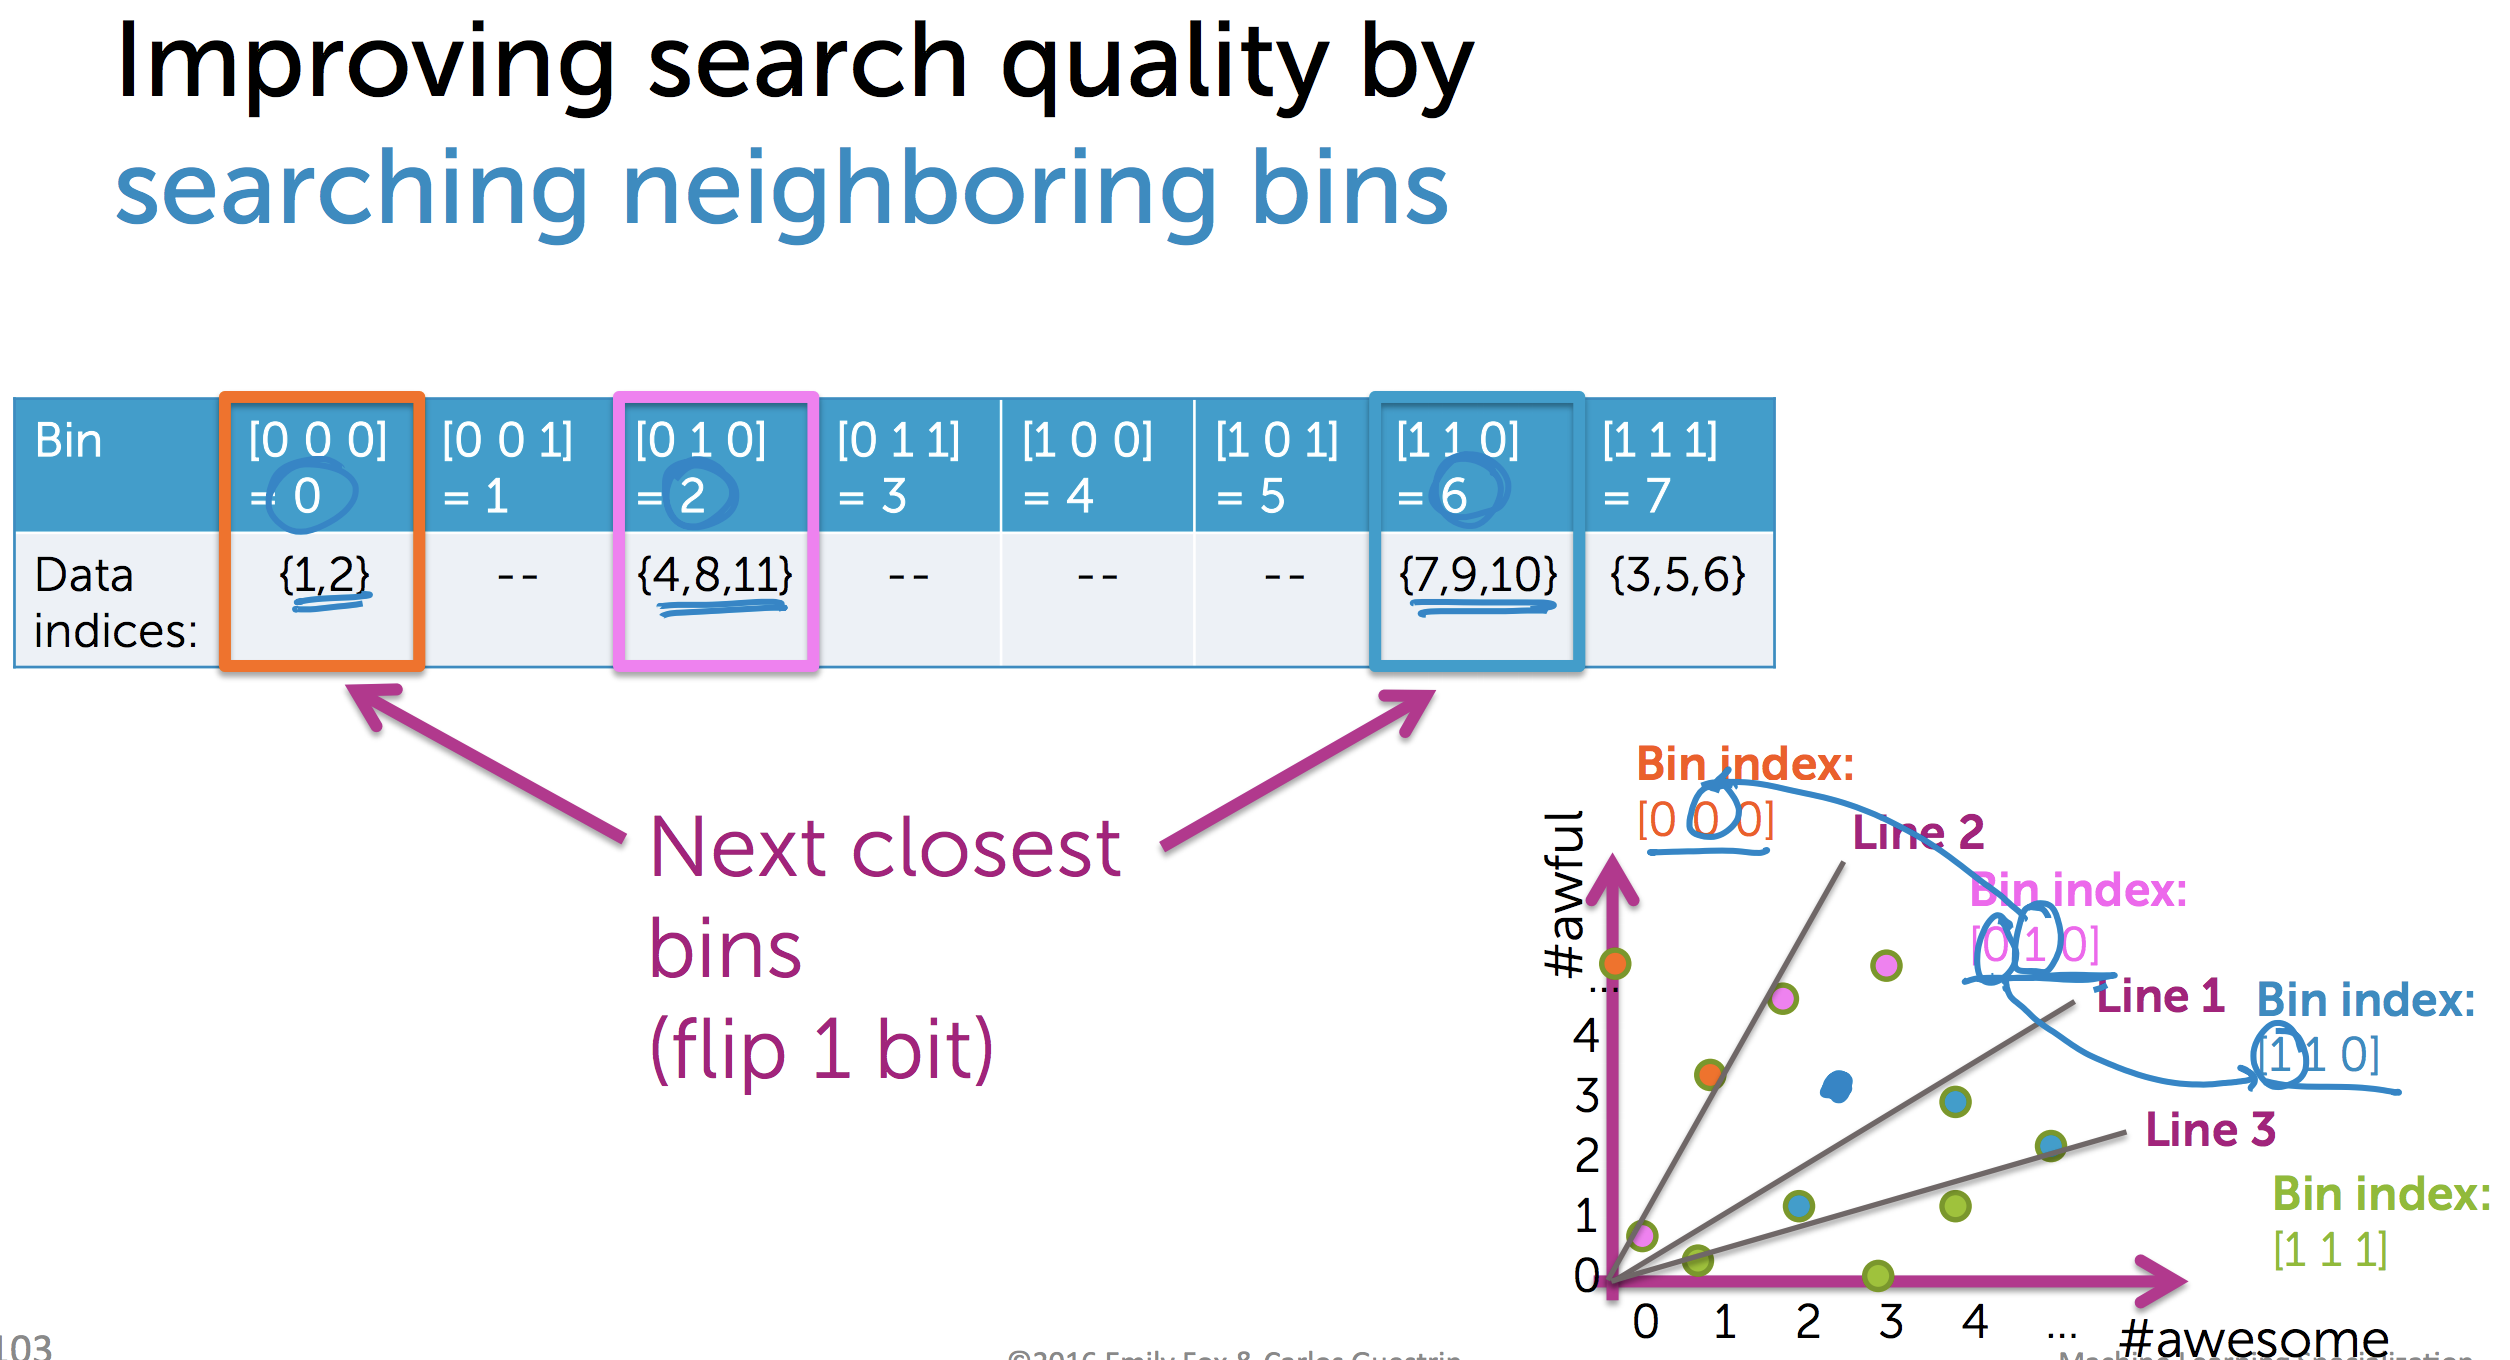 Improving search quality by
searching neighboring bins
Bin [0 0 0] [0 0 1] [0 1 0] [0 1 1] [1 0 0] [1 0 1] [1 1 0] [1 1 1]
= 0 = 1 = 2 = 3 = 4 = 5 = 6 = 7
Data {1,2} -- {4,8,11} -- -- -- {7,9,10} {3,5,6}
indices:
Next closest
bins
(flip 1 bit)
Bin index:
[0 0 0]
Line 2
Bin index:
[0 1 0]
Line 1
Bin index:
[1 1 0]
Line 3
Bin index:
[1 1 1]
#awful
...
4
3
2
1
0
0 1 2 3 4 ... #awesome
103
©2016 Emily Fox & Carlos Guestrin
Machine Learning Specialization